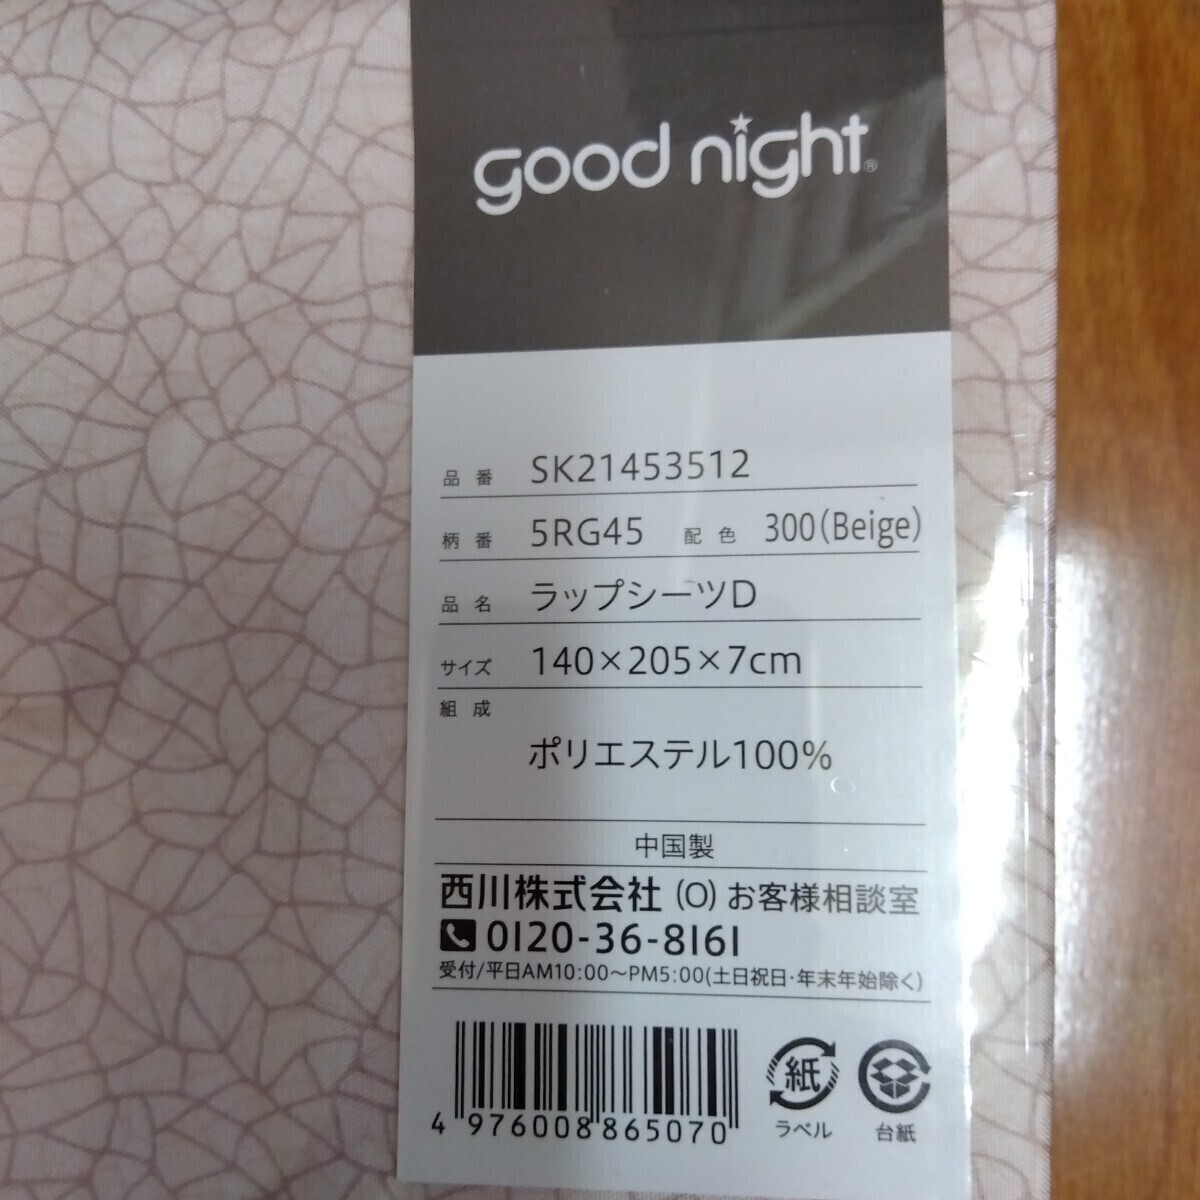 good night®
品番 SK21453512
柄番 5RG45 配色 300(Beige)
品名 ラップシーツD
サイズ 140×205×7cm
組成
ポリエステル100%
中国製
西川株式会社 (O) お客様相談室
0120-36-8161
受付/平日AM10:00~PM5:00(土日祝日・年末年始除く)
4 976008 865070
紙
ラベル
台紙